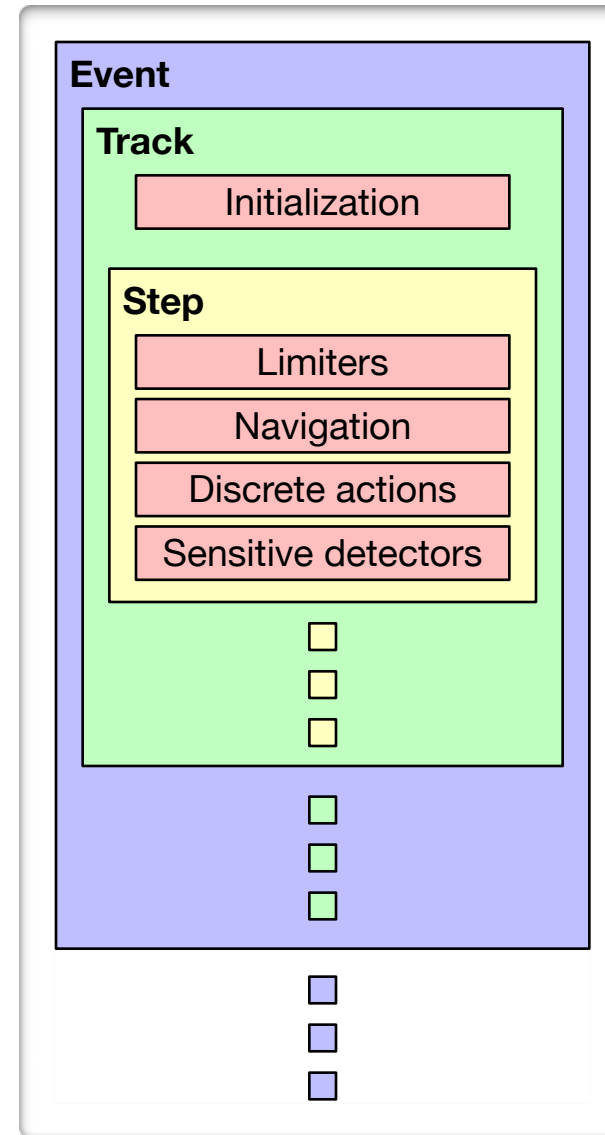 Event
Track
Initialization
Step
Limiters
Navigation
Discrete actions
Sensitive detectors